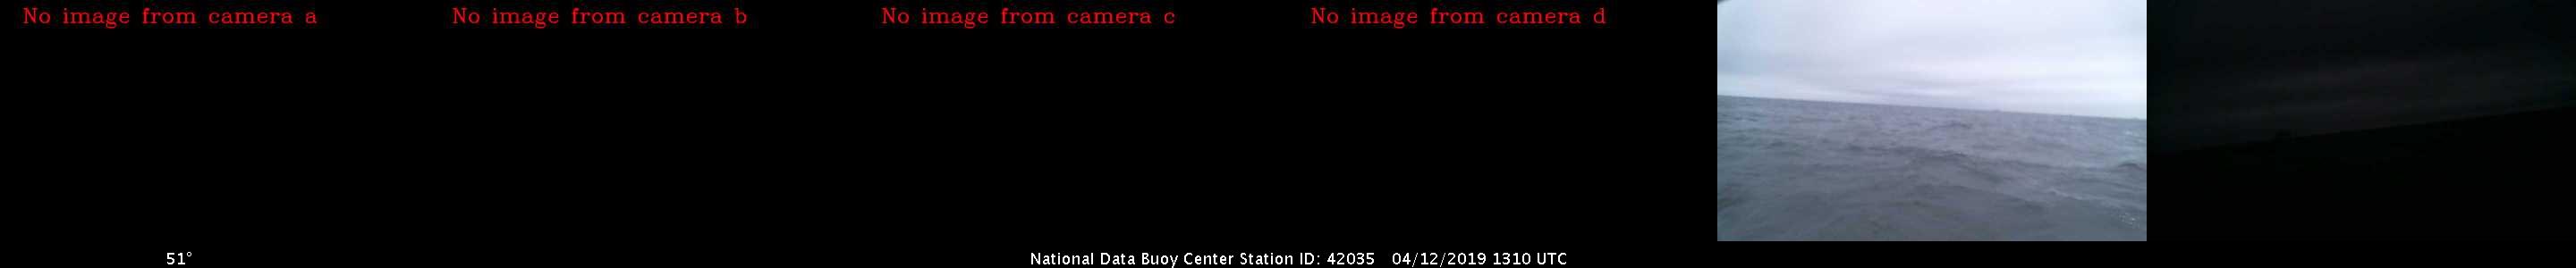 No image from camera a
No image from camera b
No image from camera c
No image from camera d
51°
National Data Buoy Center Station ID: 42035 04/12/2019 1310 UTC